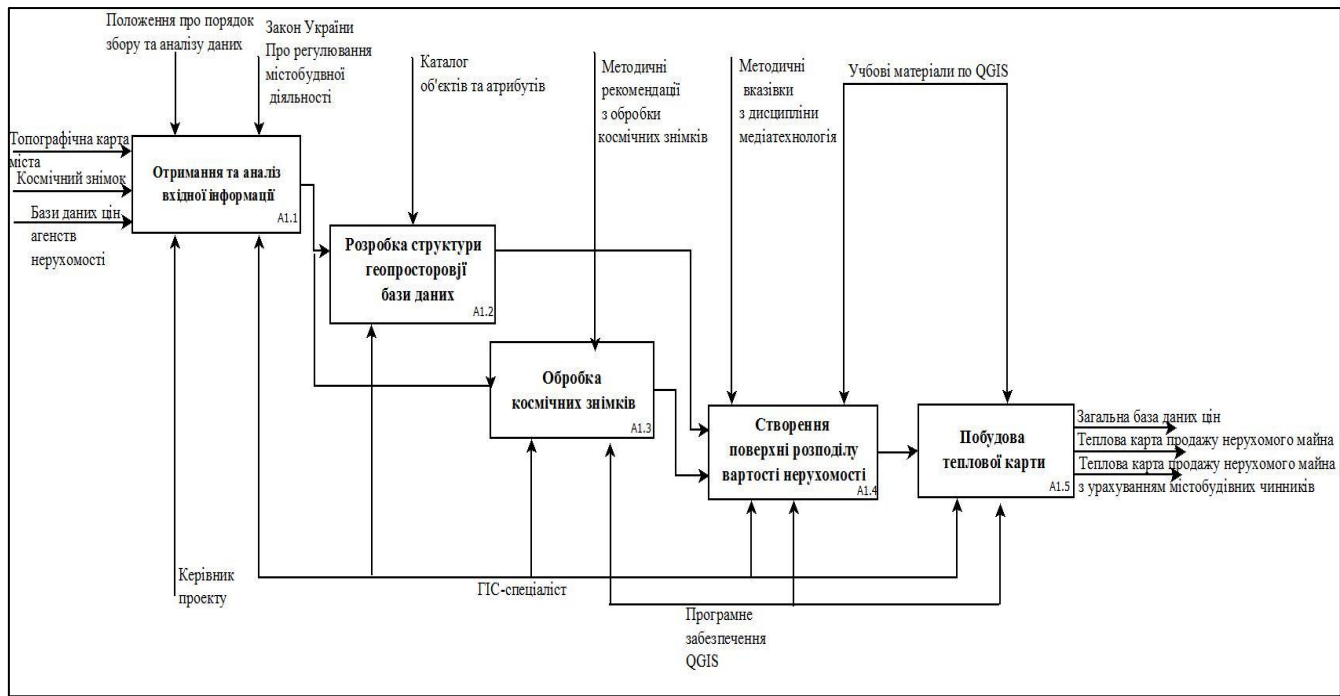 Положення про порядок
збору та аналізу даних
Закон України
Про регулювання
містобудвної
діяльності
Каталог
об'єктів та атрибутів
Методичні
рекомендації
з обробки
космічних знімків
Методичні
вказівки
з дисципліни
медіатехнологія
Учбові матеріали по QGIS
Топографічна карта
міста
Космічний знімок
Бази даних цін
агенств
нерухомості
Отримання та аналіз
вхідної інформації
A1.1
Розробка структури
геопросторовjї
бази даних
A1.2
Обробка
космічних знімків
A1.3
Створення
поверхні розподілу
вартості нерухомості
A1.4
Побудова
теплової карти
A1.5
Загальна база даних цін
Теплова карта продажу нерухомого майна
Теплова карта продажу нерухомого майна
з урахуванням містобудівних чинників
Керівник
проекту
ГІС-спеціаліст
Програмне
забезпечення
QGIS